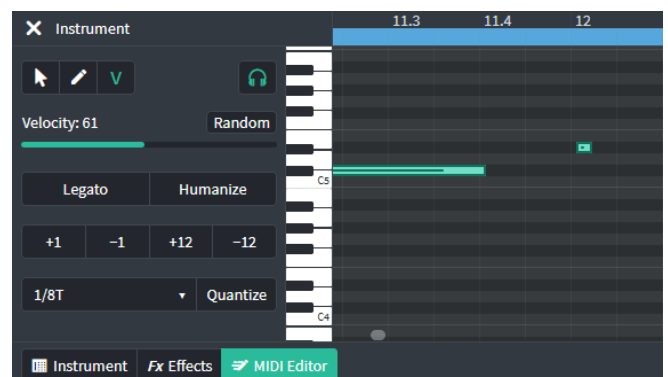 Instrument
11.3 11.4 12
V
Velocity: 61 Random
C5
Legato Humanize
+1 −1 +12 −12
1/8T Quantize
C4
Instrument Fx Effects MIDI Editor